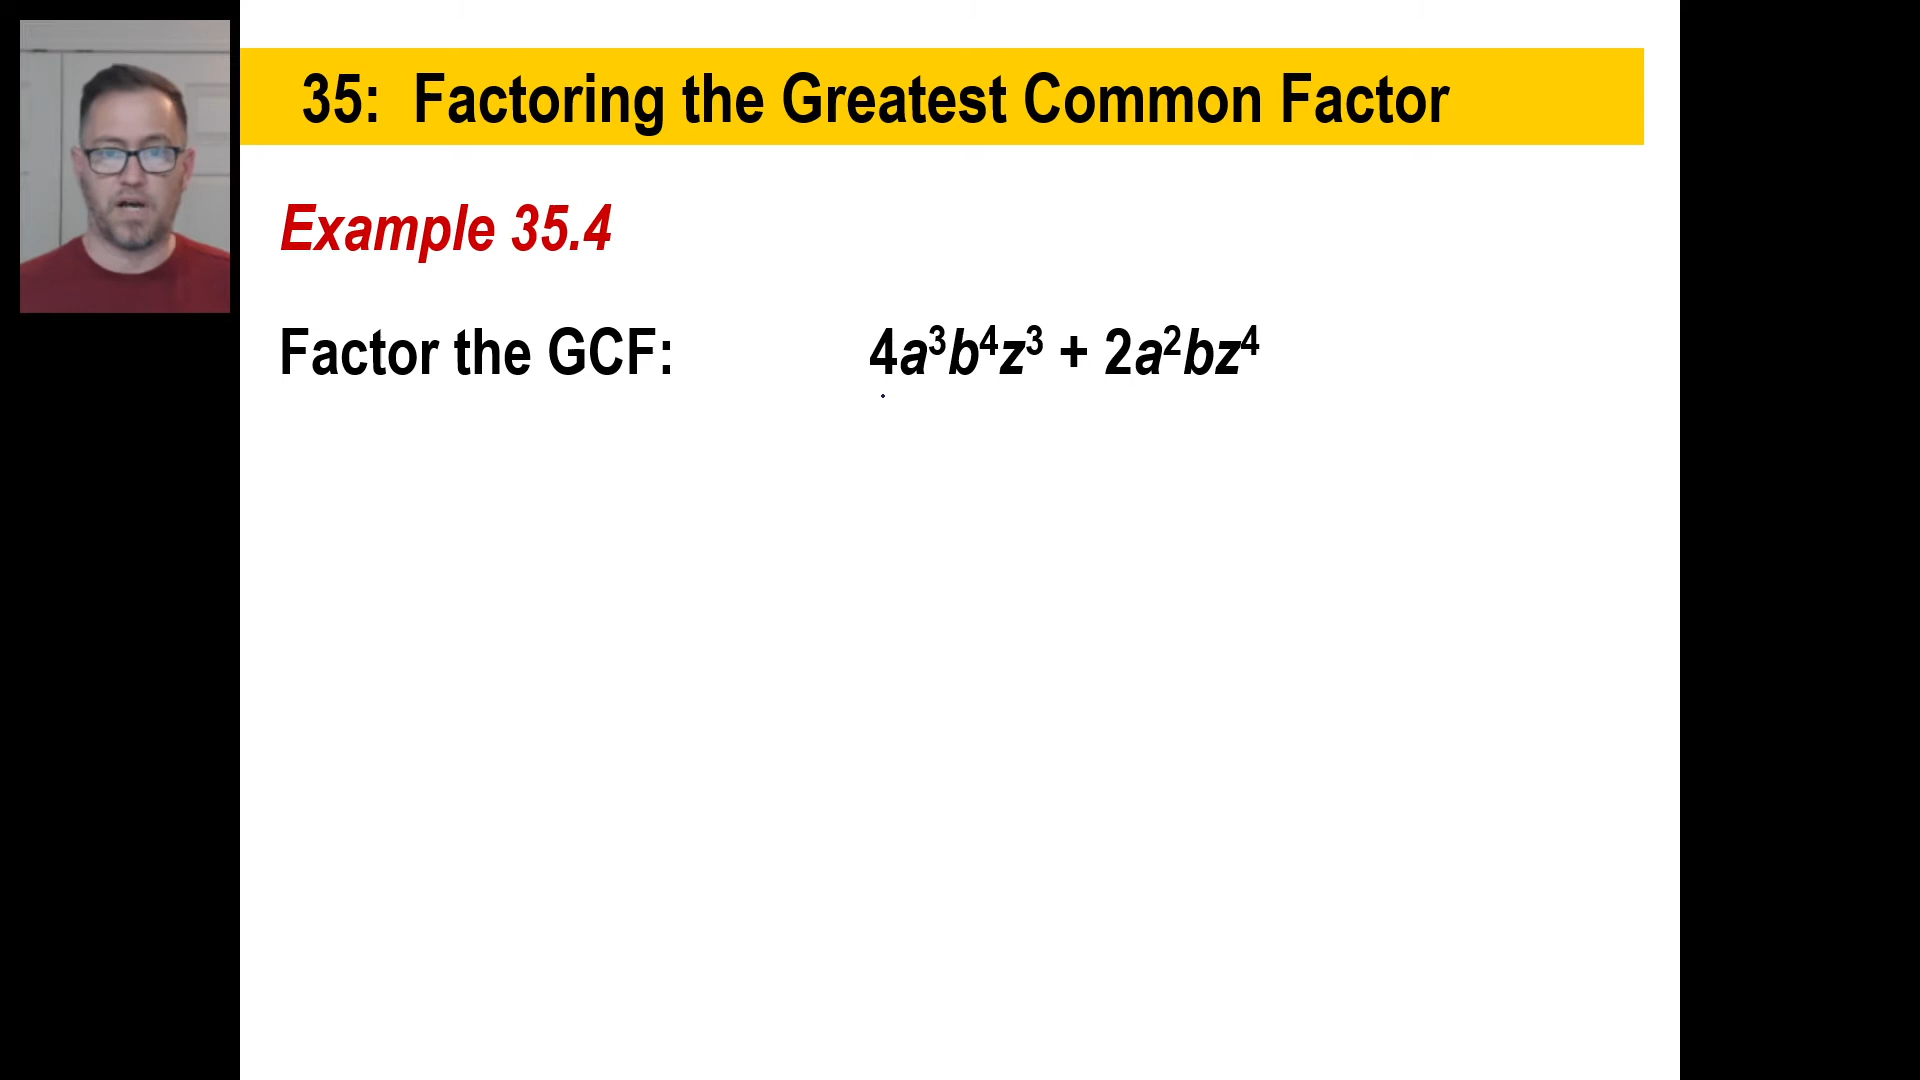 35: Factoring the Greatest Common Factor
Example 35.4
Factor the GCF: 4a³b⁴z³ + 2a²bz⁴